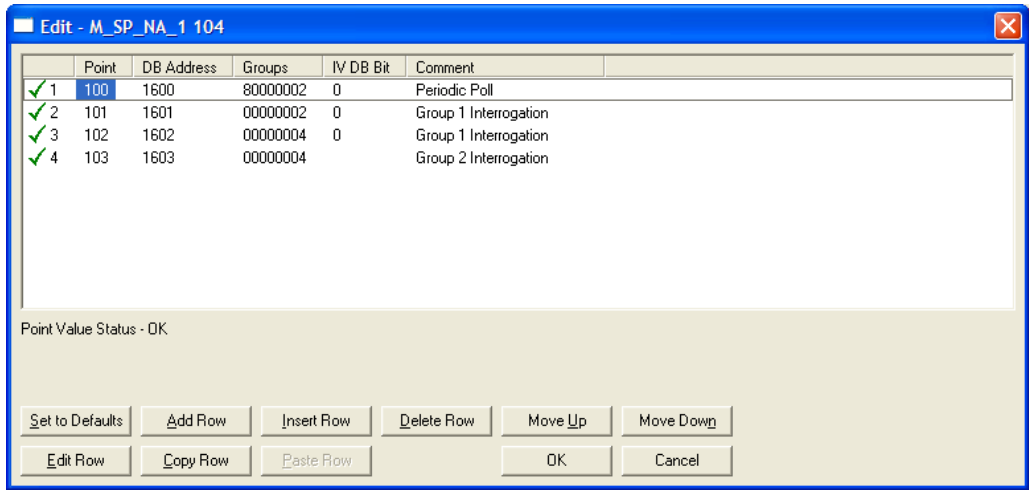 Edit - M_SP_NA_1 104
Point DB Address Groups IV DB Bit Comment
1 100 1600 80000002 0 Periodic Poll
2 101 1601 00000002 0 Group 1 Interrogation
3 102 1602 00000004 0 Group 1 Interrogation
4 103 1603 00000004 Group 2 Interrogation
Point Value Status - OK
Set to Defaults Add Row Insert Row Delete Row Move Up Move Down
Edit Row Copy Row Paste Row OK Cancel